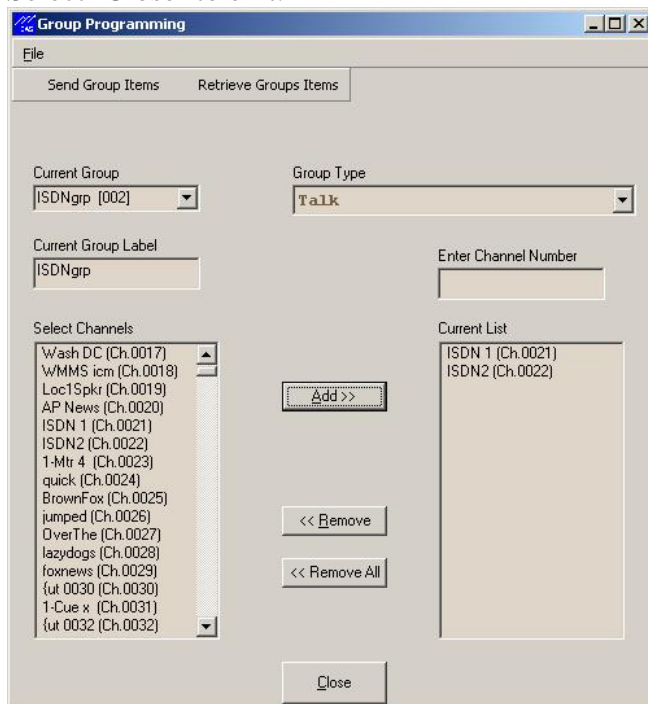 Group Programming
File
Send Group Items Retrieve Groups Items
Current Group
ISDNgrp [002]
Group Type
Talk
Current Group Label
ISDNgrp
Enter Channel Number
Select Channels
Wash DC (Ch.0017)
WMMS icm (Ch.0018)
Loc1Spkr (Ch.0019)
AP News (Ch.0020)
ISDN 1 (Ch.0021)
ISDN2 (Ch.0022)
1-Mtr 4 (Ch.0023)
quick (Ch.0024)
BrownFox (Ch.0025)
jumped (Ch.0026)
OverThe (Ch.0027)
lazydogs (Ch.0028)
foxnews (Ch.0029)
{ut 0030 (Ch.0030)
1-Cue x (Ch.0031)
{ut 0032 (Ch.0032)
Add >>
<< Remove
<< Remove All
Current List
ISDN 1 (Ch.0021)
ISDN2 (Ch.0022)
Close